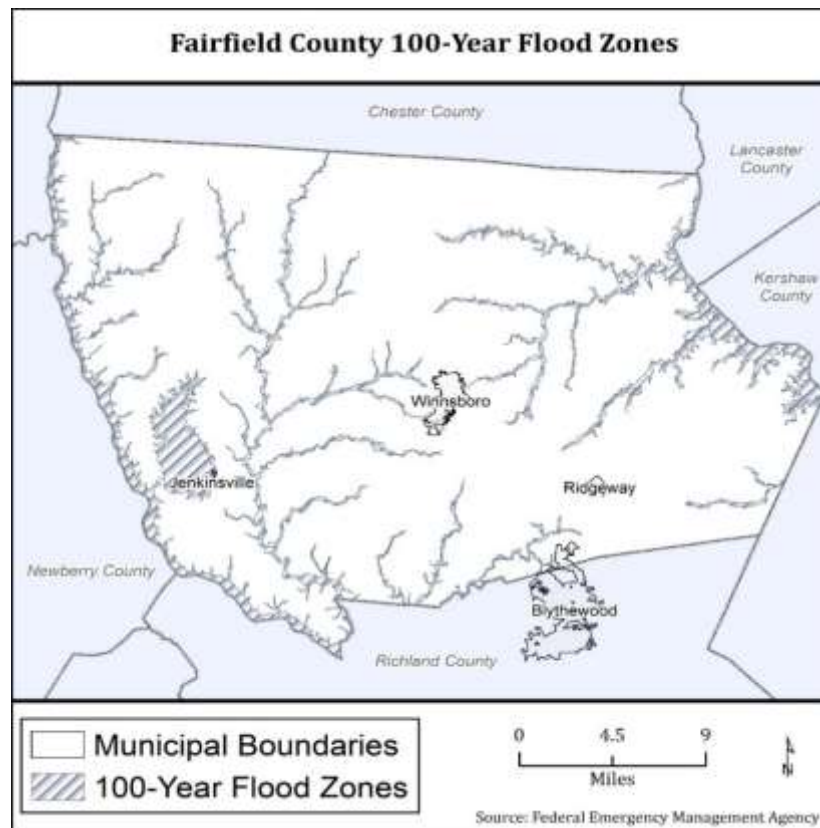 Fairfield County 100-Year Flood Zones
Chester County
Lancaster
County
Kershaw
County
Winnsboro
Jenkinsville
Ridgeway
Newberry County
Blythewood
Richland County
Municipal Boundaries
100-Year Flood Zones
0 4.5 9
Miles
N
Source: Federal Emergency Management Agency